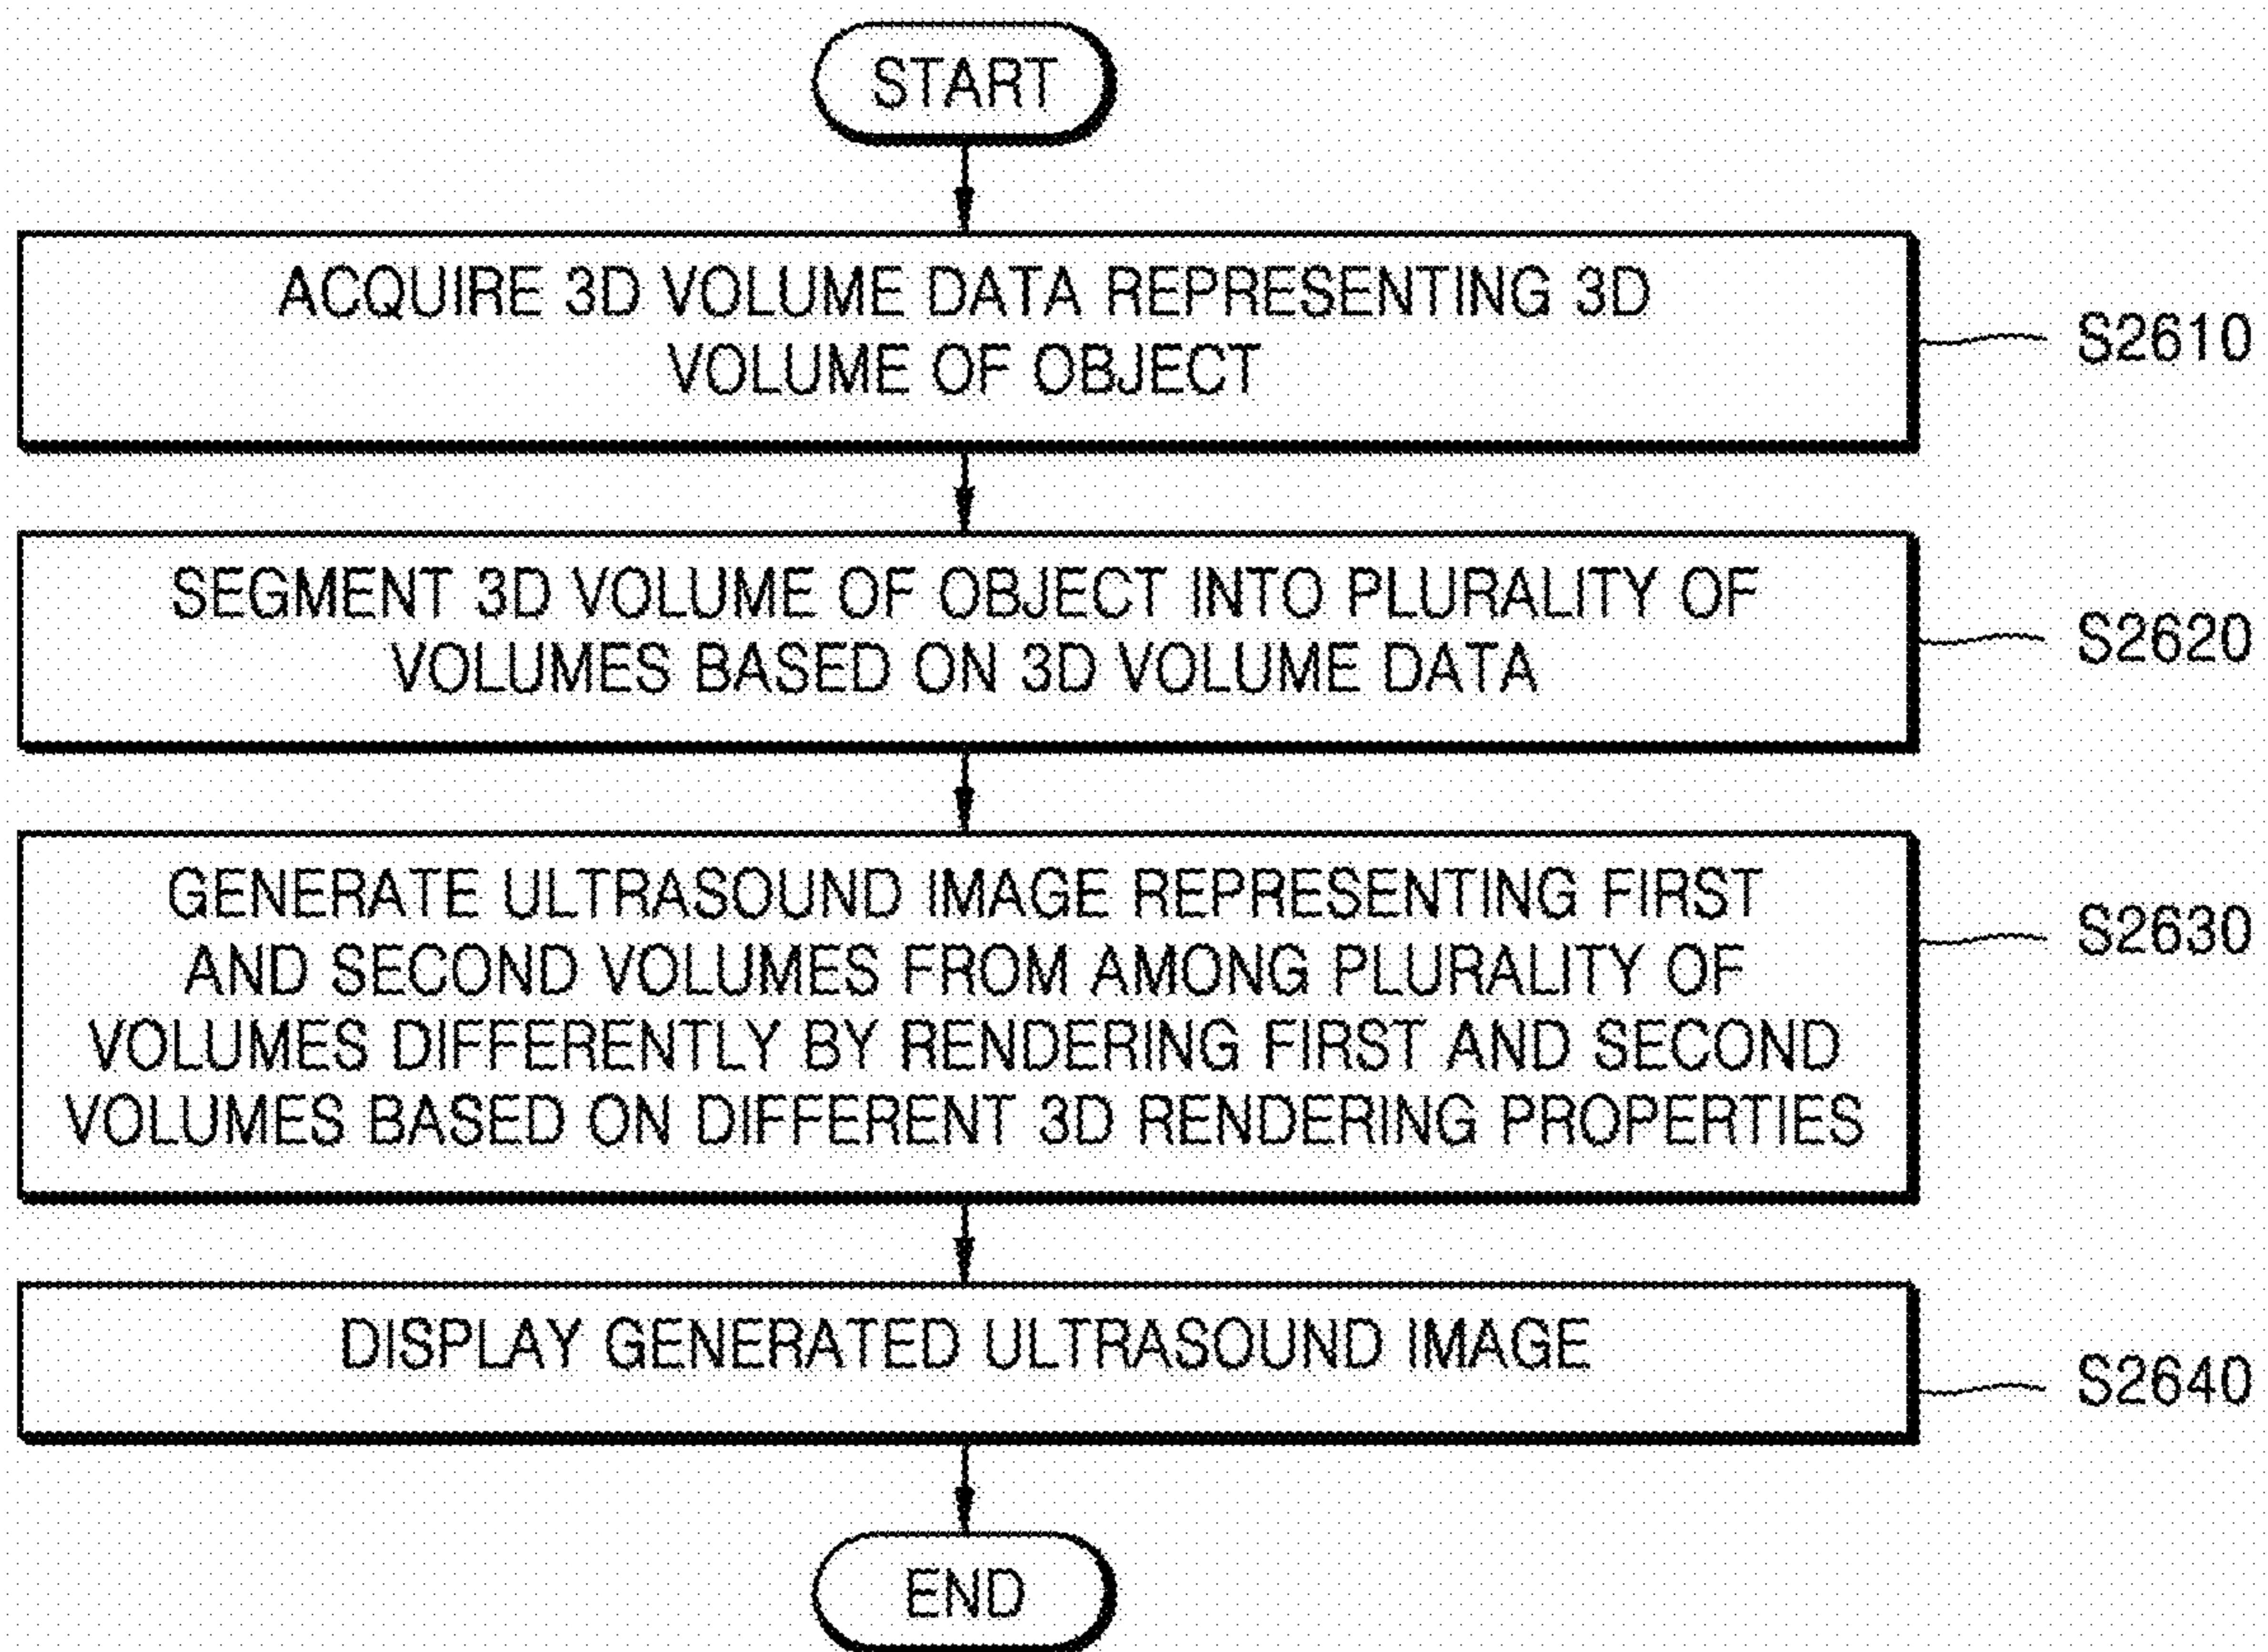 START
ACQUIRE 3D VOLUME DATA REPRESENTING 3D
VOLUME OF OBJECT
S2610
SEGMENT 3D VOLUME OF OBJECT INTO PLURALITY OF
VOLUMES BASED ON 3D VOLUME DATA
S2620
GENERATE ULTRASOUND IMAGE REPRESENTING FIRST
AND SECOND VOLUMES FROM AMONG PLURALITY OF
VOLUMES DIFFERENTLY BY RENDERING FIRST AND SECOND
VOLUMES BASED ON DIFFERENT 3D RENDERING PROPERTIES
S2630
DISPLAY GENERATED ULTRASOUND IMAGE
S2640
END